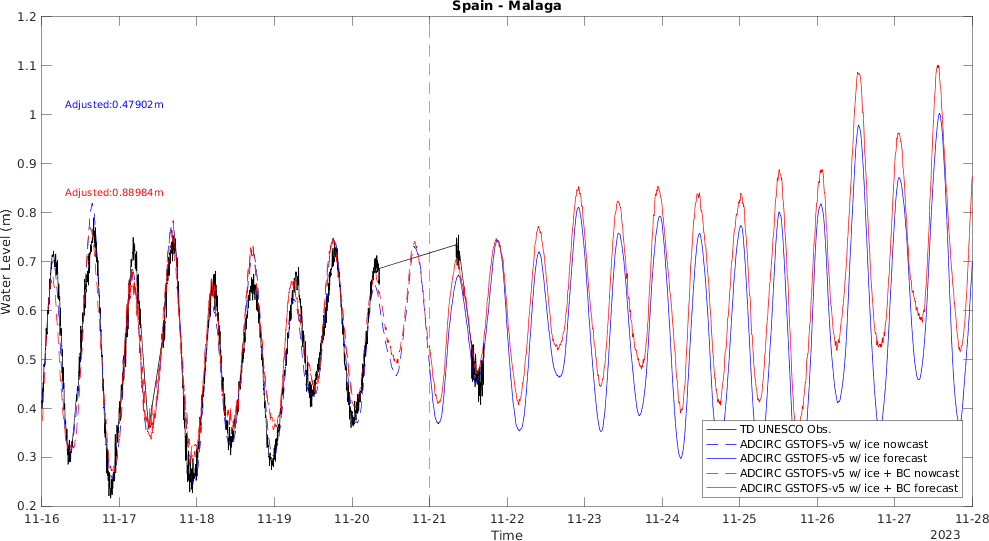 Spain - Malaga
1.2
1.1
1
0.9
0.8
0.7
0.6
0.5
0.4
0.3
0.2
Water Level (m)
Adjusted:0.47902m
Adjusted:0.88984m
TD UNESCO Obs.
ADCIRC GSTOFS-v5 w/ ice nowcast
ADCIRC GSTOFS-v5 w/ ice forecast
ADCIRC GSTOFS-v5 w/ ice + BC nowcast
ADCIRC GSTOFS-v5 w/ ice + BC forecast
11-16 11-17 11-18 11-19 11-20 11-21 11-22 11-23 11-24 11-25 11-26 11-27 11-28
Time
2023